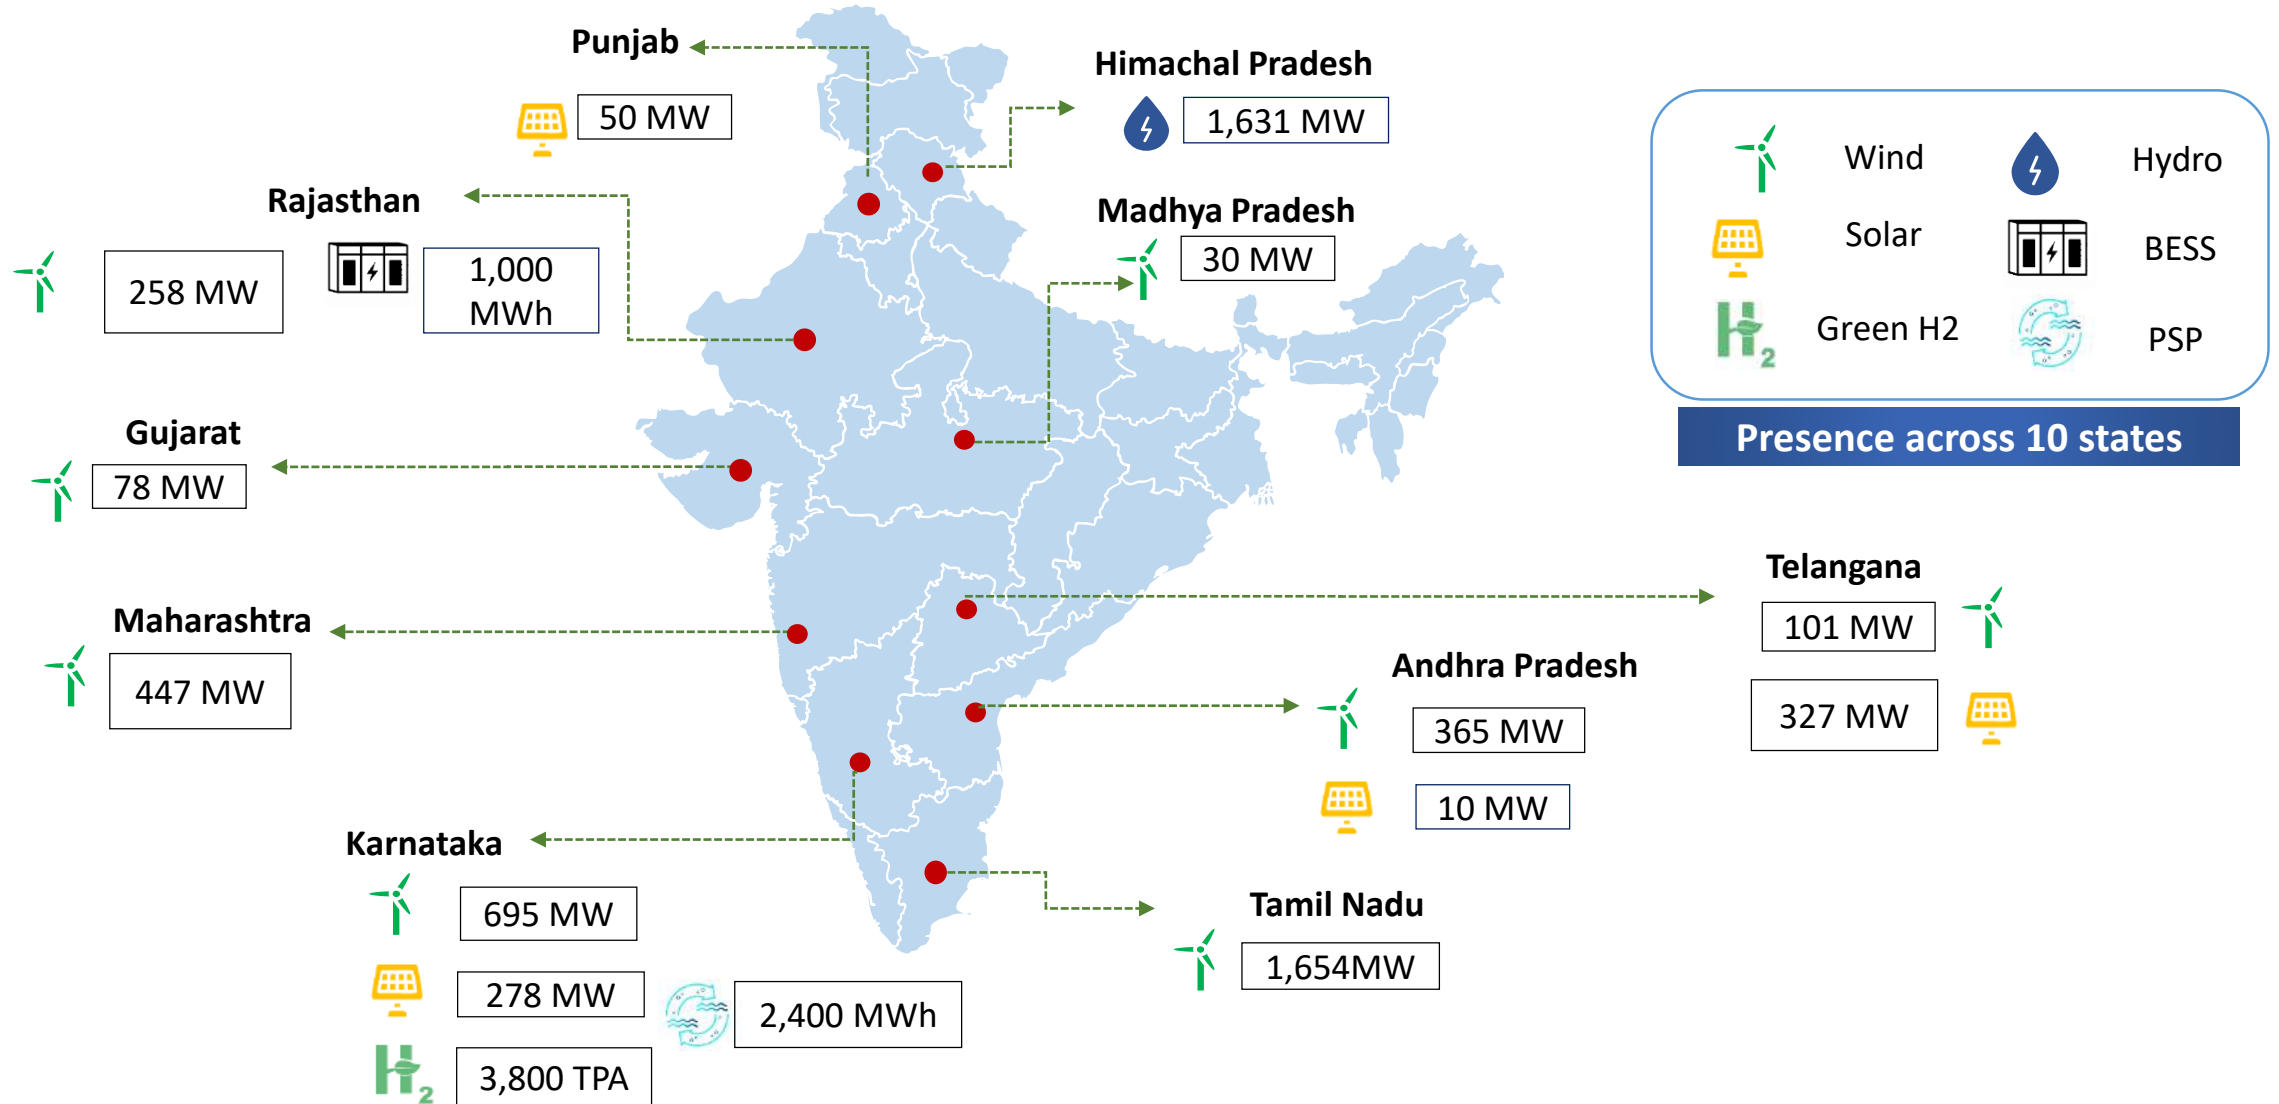 Punjab
50 MW
Himachal Pradesh
1,631 MW
Rajasthan
258 MW
1,000
MWh
Madhya Pradesh
30 MW
Wind
Hydro
Solar
BESS
H2
Green H2
PSP
Presence across 10 states
Gujarat
78 MW
Telangana
101 MW
327 MW
Maharashtra
447 MW
Andhra Pradesh
365 MW
10 MW
Karnataka
695 MW
278 MW
2,400 MWh
H2
3,800 TPA
Tamil Nadu
1,654MW